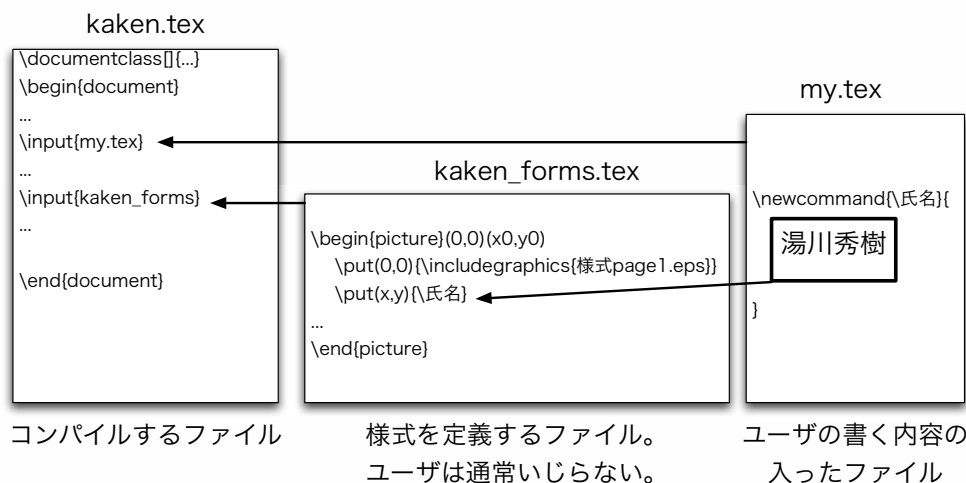 kaken.tex
\documentclass[]{...}
\begin{document}
...
\input{my.tex}
...
\input{kaken_forms}
...
\end{document}
コンパイルするファイル
kaken_forms.tex
\begin{picture}(0,0)(x0,y0)
\put(0,0){\includegraphics{様式page1.eps}}
\put(x,y){\氏名}
...
\end{picture}
様式を定義するファイル。
ユーザは通常いじらない。
my.tex
\newcommand{\氏名}{
湯川秀樹
}
ユーザの書く内容の
入ったファイル